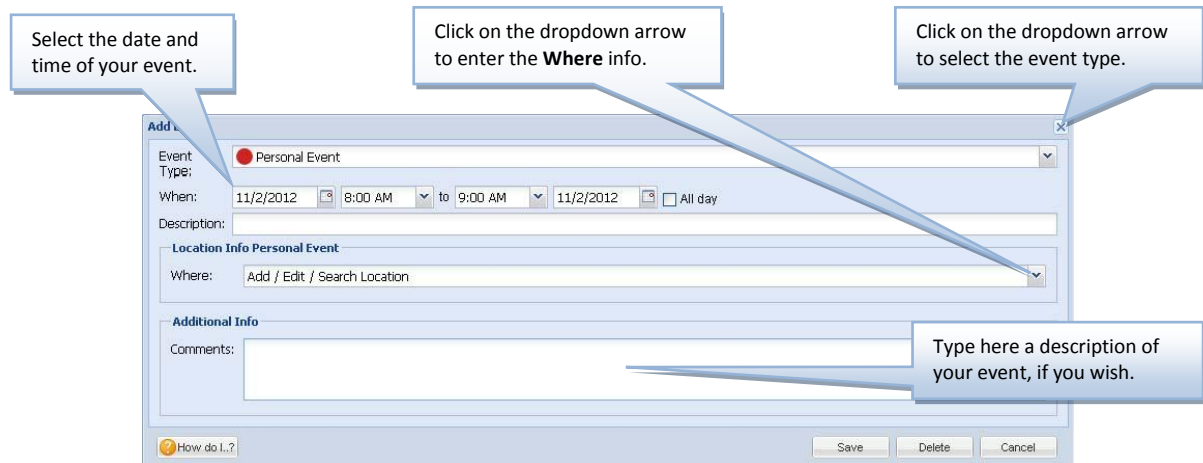 Select the date and
time of your event.
Click on the dropdown arrow
to enter the Where info.
Click on the dropdown arrow
to select the event type.
Add
Event
Type:
Personal Event
When:
11/2/2012 8:00 AM to 9:00 AM 11/2/2012 All day
Description:
Location Info Personal Event
Where: Add / Edit / Search Location
Additional Info
Comments:
Type here a description of
your event, if you wish.
How do I..?
Save Delete Cancel